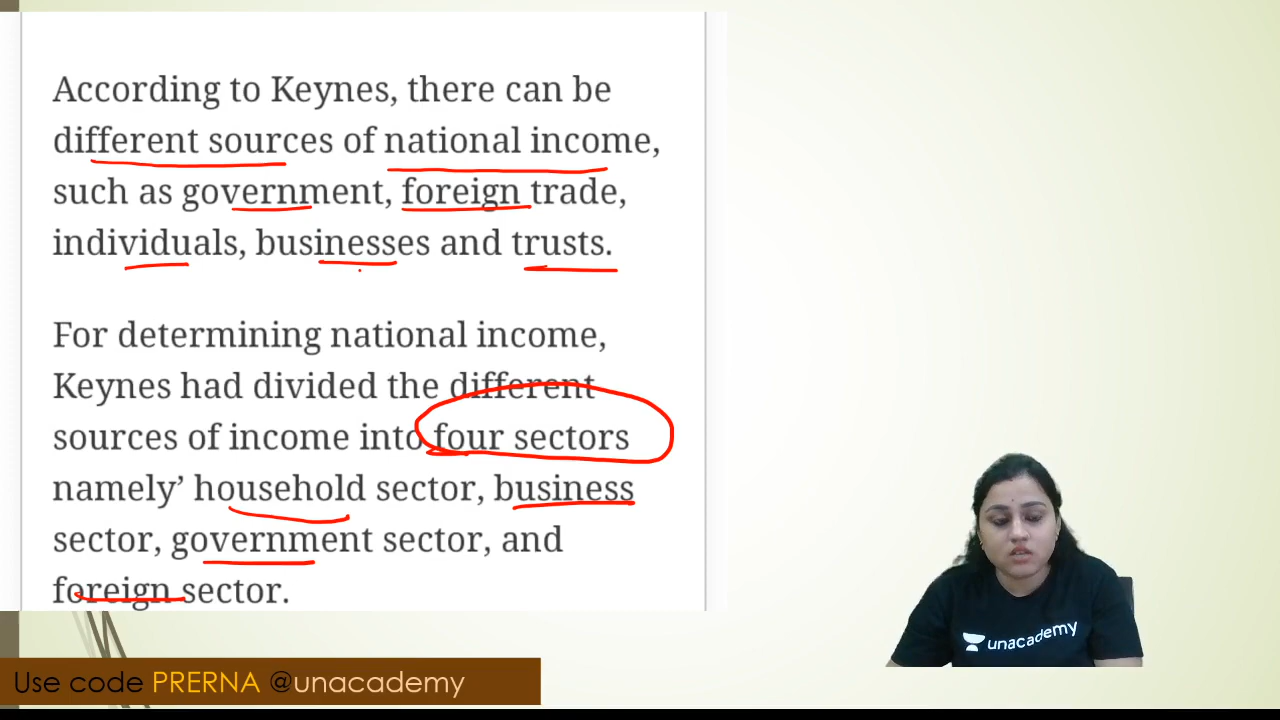 According to Keynes, there can be
different sources of national income,
such as government, foreign trade,
individuals, businesses and trusts.
For determining national income,
Keynes had divided the different
sources of income into four sectors
namely’ household sector, business
sector, government sector, and
foreign sector.
unacademy
Use code PRERNA @unacademy